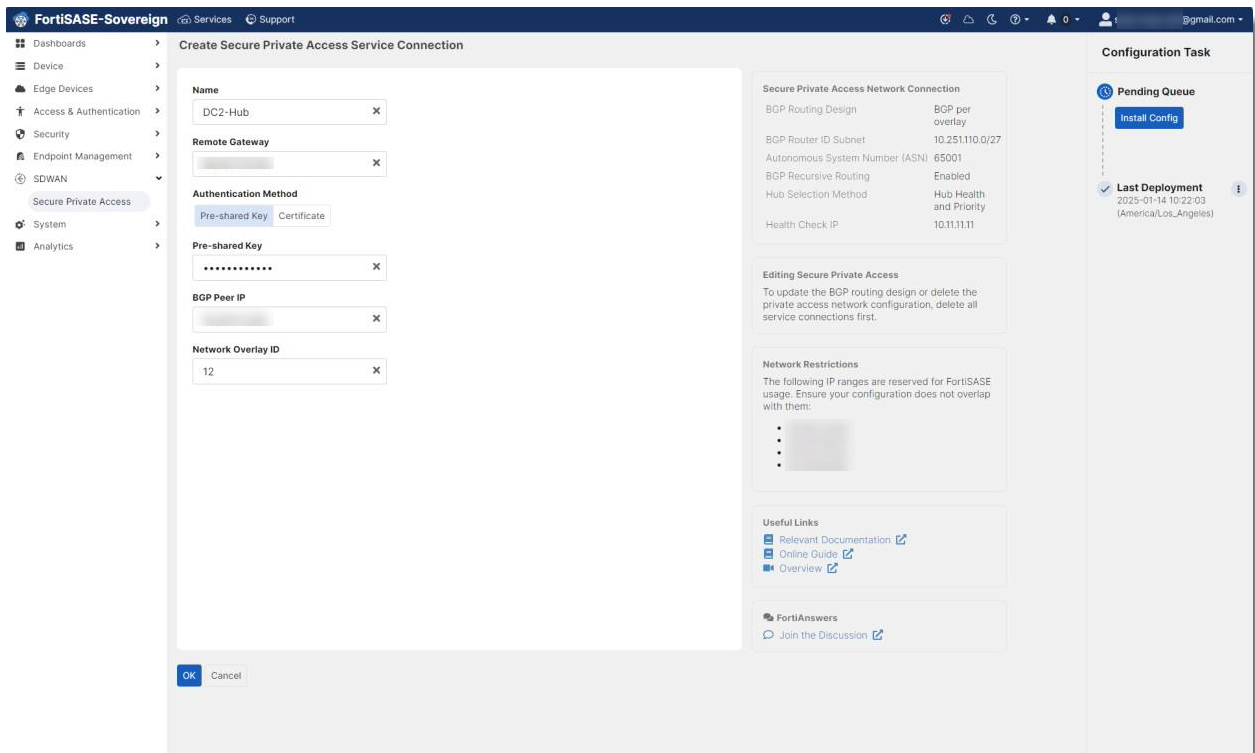 FortiSASE-Sovereign Services Support 0 @gmail.com
Dashboards
Device
Edge Devices
Access & Authentication
Security
Endpoint Management
SDWAN
Secure Private Access
System
Analytics
Create Secure Private Access Service Connection
Name
DC2-Hub
Remote Gateway
Authentication Method
Pre-shared Key Certificate
Pre-shared Key
••••••••••••
BGP Peer IP
Network Overlay ID
12
OK Cancel
Secure Private Access Network Connection
BGP Routing Design BGP per
overlay
BGP Router ID Subnet 10.251.110.0/27
Autonomous System Number (ASN) 65001
BGP Recursive Routing Enabled
Hub Selection Method Hub Health
and Priority
Health Check IP 10.11.11.11
Editing Secure Private Access
To update the BGP routing design or delete the
private access network configuration, delete all
service connections first.
Network Restrictions
The following IP ranges are reserved for FortiSASE
usage. Ensure your configuration does not overlap
with them:
Useful Links
Relevant Documentation
Online Guide
Overview
FortiAnswers
Join the Discussion
Configuration Task
Pending Queue
Install Config
Last Deployment
2025-01-14 10:22:03
(America/Los_Angeles)